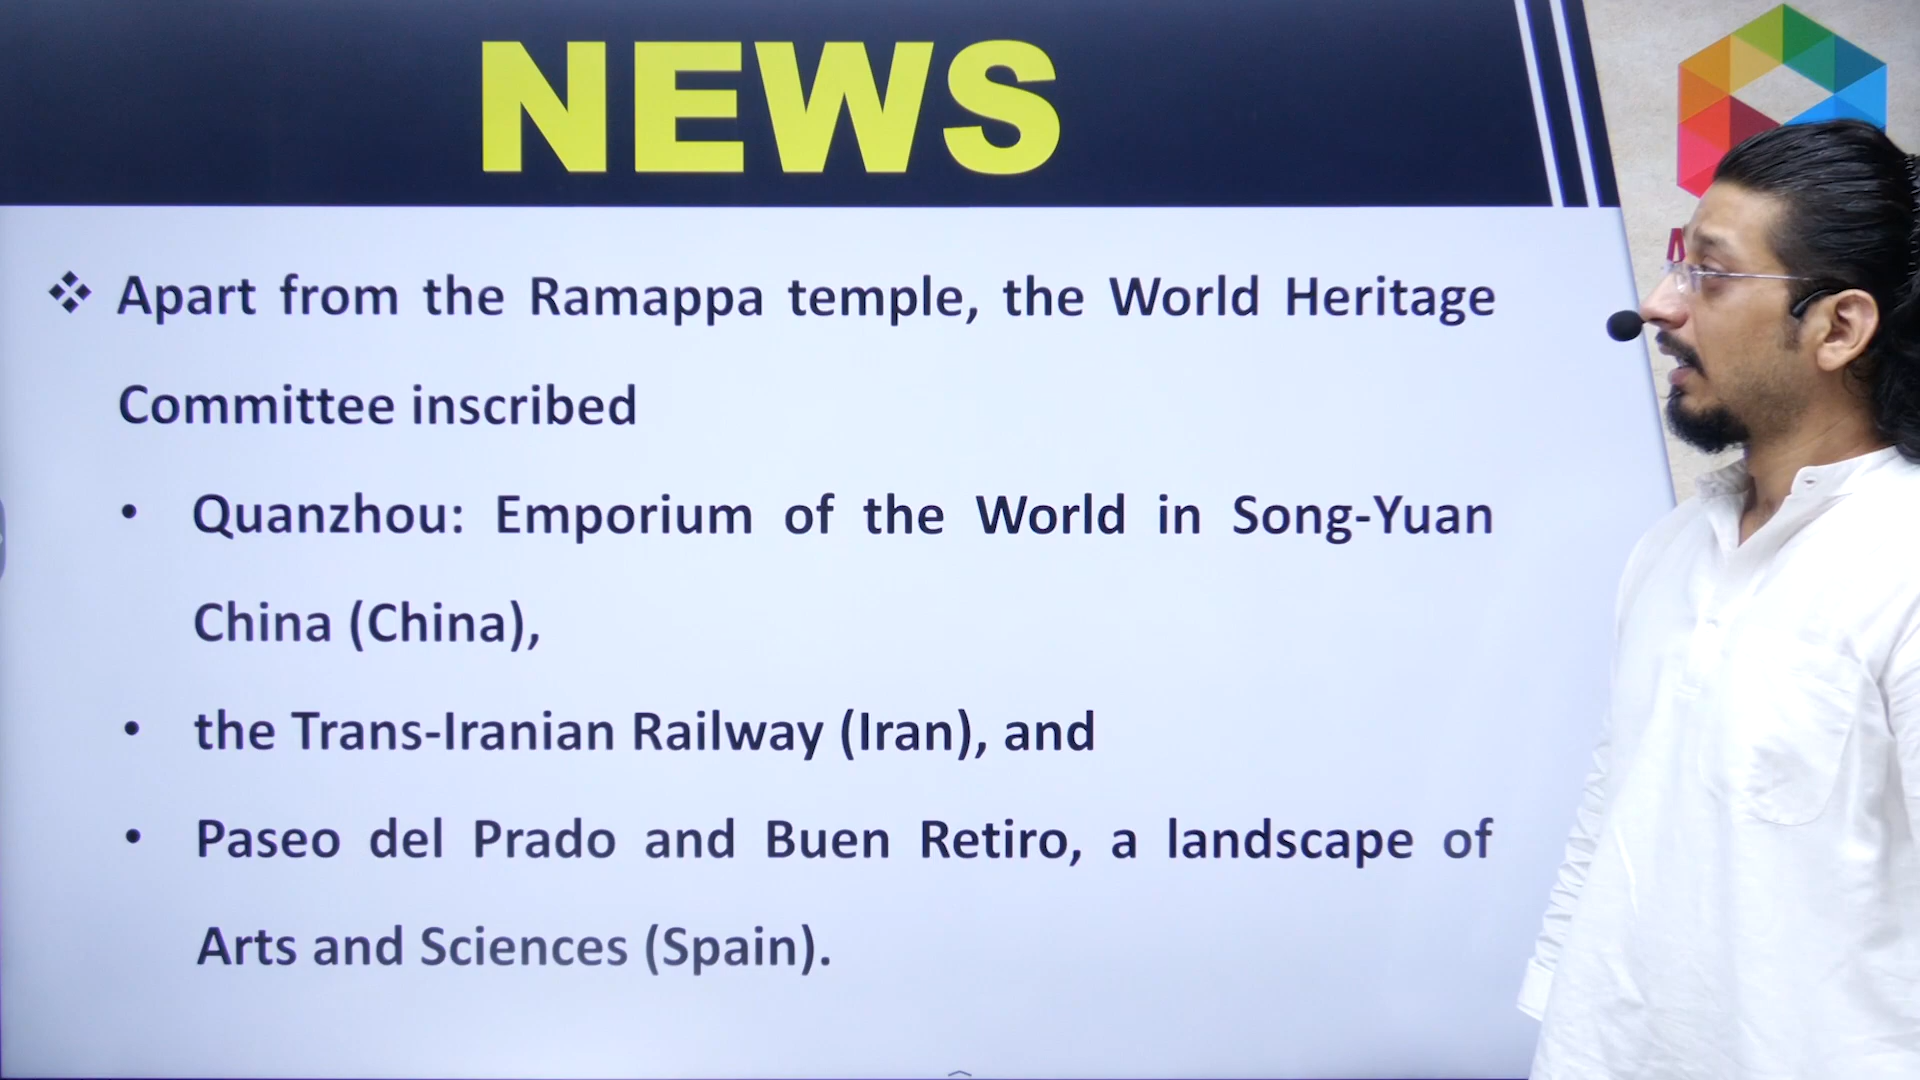 NEWS
❖ Apart from the Ramappa temple, the World Heritage
Committee inscribed
• Quanzhou: Emporium of the World in Song-Yuan
China (China),
• the Trans-Iranian Railway (Iran), and
• Paseo del Prado and Buen Retiro, a landscape of
Arts and Sciences (Spain).